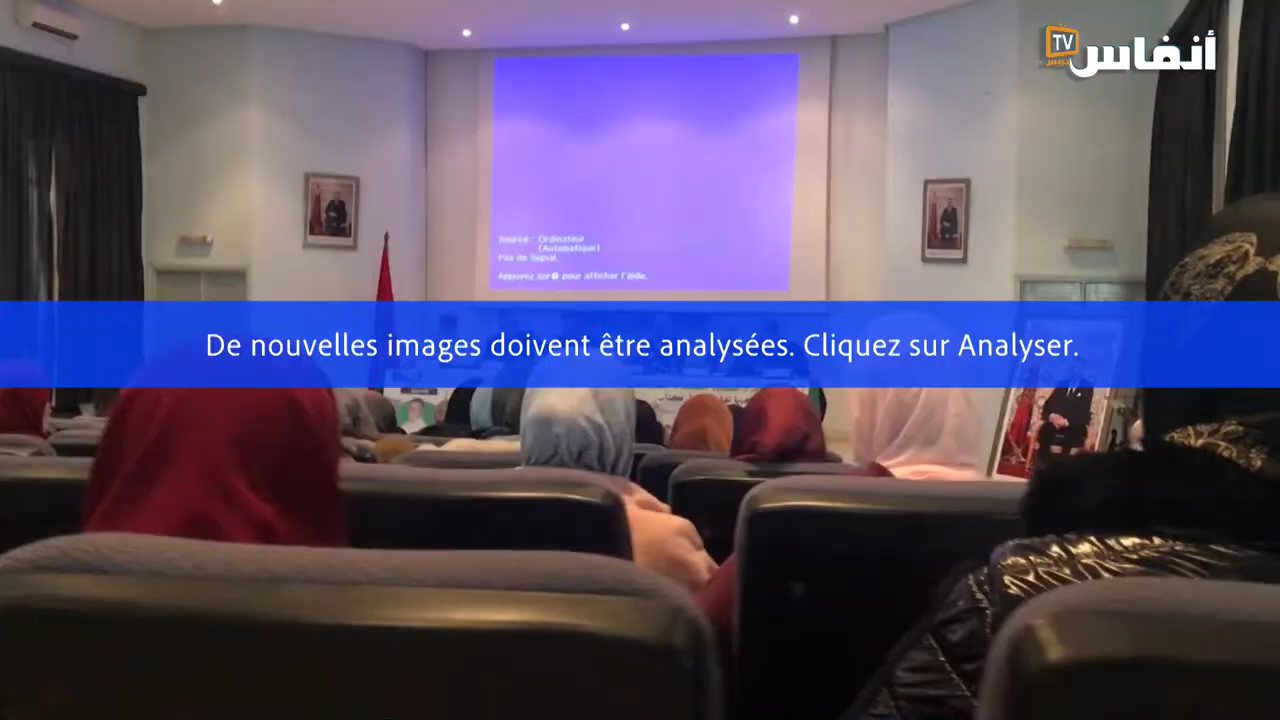 TV
أنفاس
بريس
Source: Ordinateur
(Automatique)
Pas de Signal.
Appuyez sur pour afficher l'aide.
De nouvelles images doivent être analysées. Cliquez sur Analyser.